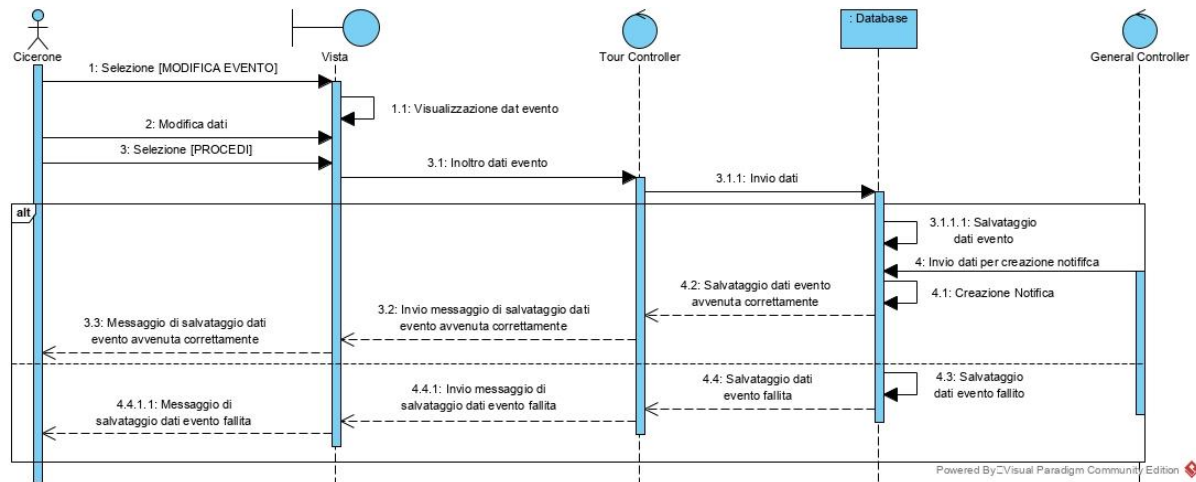 Cicerone
Vista
Tour Controller
: Database
General Controller
1: Selezione [MODIFICA EVENTO]
1.1: Visualizzazione dat evento
2: Modifica dati
3: Selezione [PROCEDI]
3.1: Inoltro dati evento
3.1.1: Invio dati
alt
3.1.1.1: Salvataggio
dati evento
4: Invio dati per creazione notififca
4.1: Creazione Notifica
4.2: Salvataggio dati evento
avvenuta correttamente
3.2: Invio messaggio di salvataggio dati
evento avvenuta correttamente
3.3: Messaggio di salvataggio dati
evento avvenuta correttamente
4.3: Salvataggio
dati evento fallito
4.4: Salvataggio dati
evento fallita
4.4.1: Invio messaggio di
salvataggio dati evento fallita
4.4.1.1: Messaggio di
salvataggio dati evento fallita
Powered By Visual Paradigm Community Edition